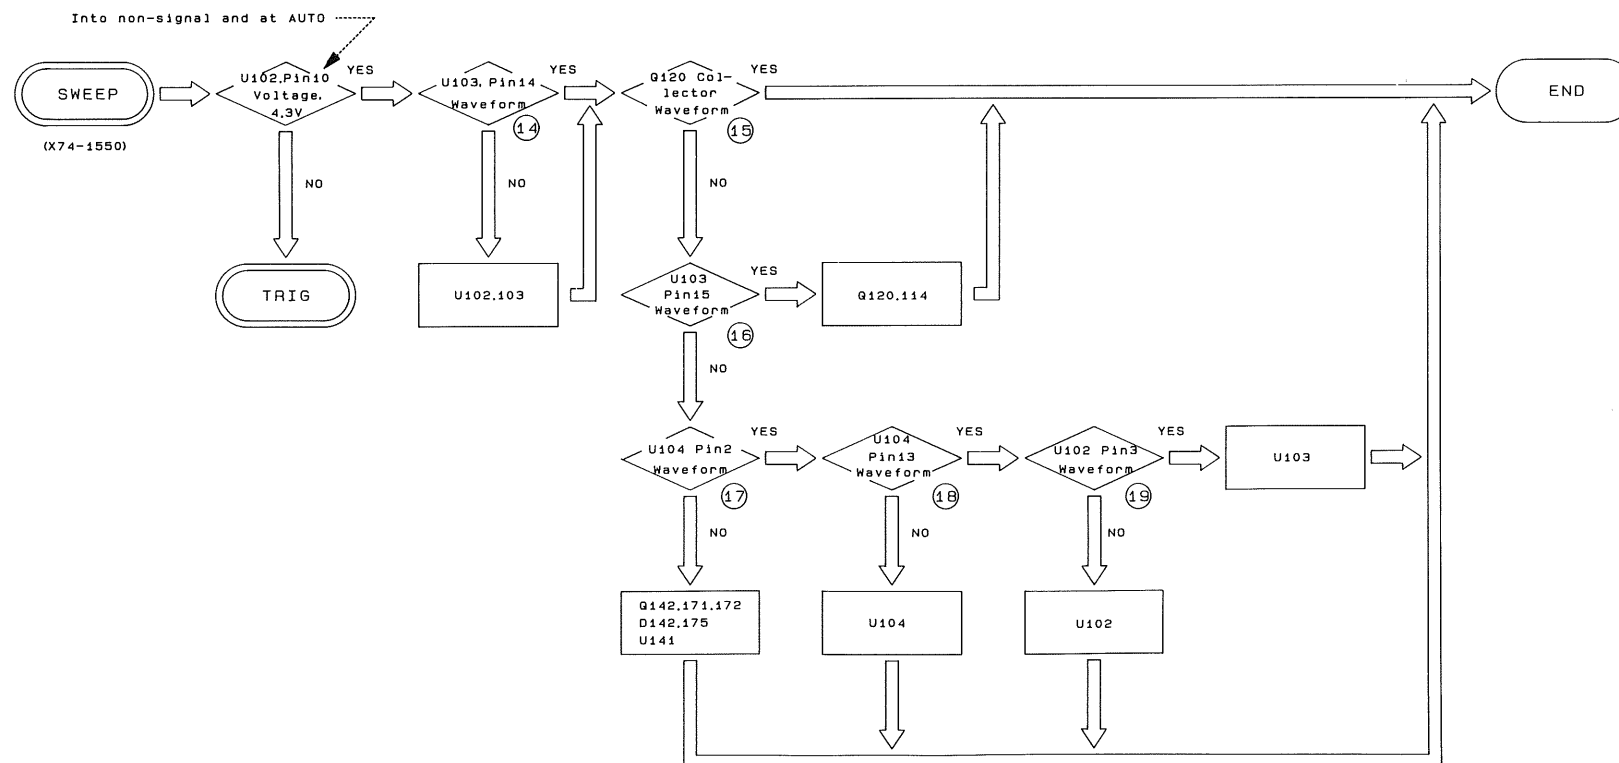 Into non-signal and at AUTO
SWEEP
(X74-1550)
U102.Pin10
Voltage.
4.3V
YES
NO
TRIG
U103. Pin14
Waveform
14
YES
NO
U102.103
Q120 Col-
lector
Waveform
15
YES
NO
END
U103
Pin15
Waveform
16
YES
NO
Q120.114
U104 Pin2
Waveform
17
YES
NO
U104
Pin13
Waveform
18
YES
NO
U102 Pin3
Waveform
19
YES
NO
U103
Q142.171.172
D142.175
U141
U104
U102